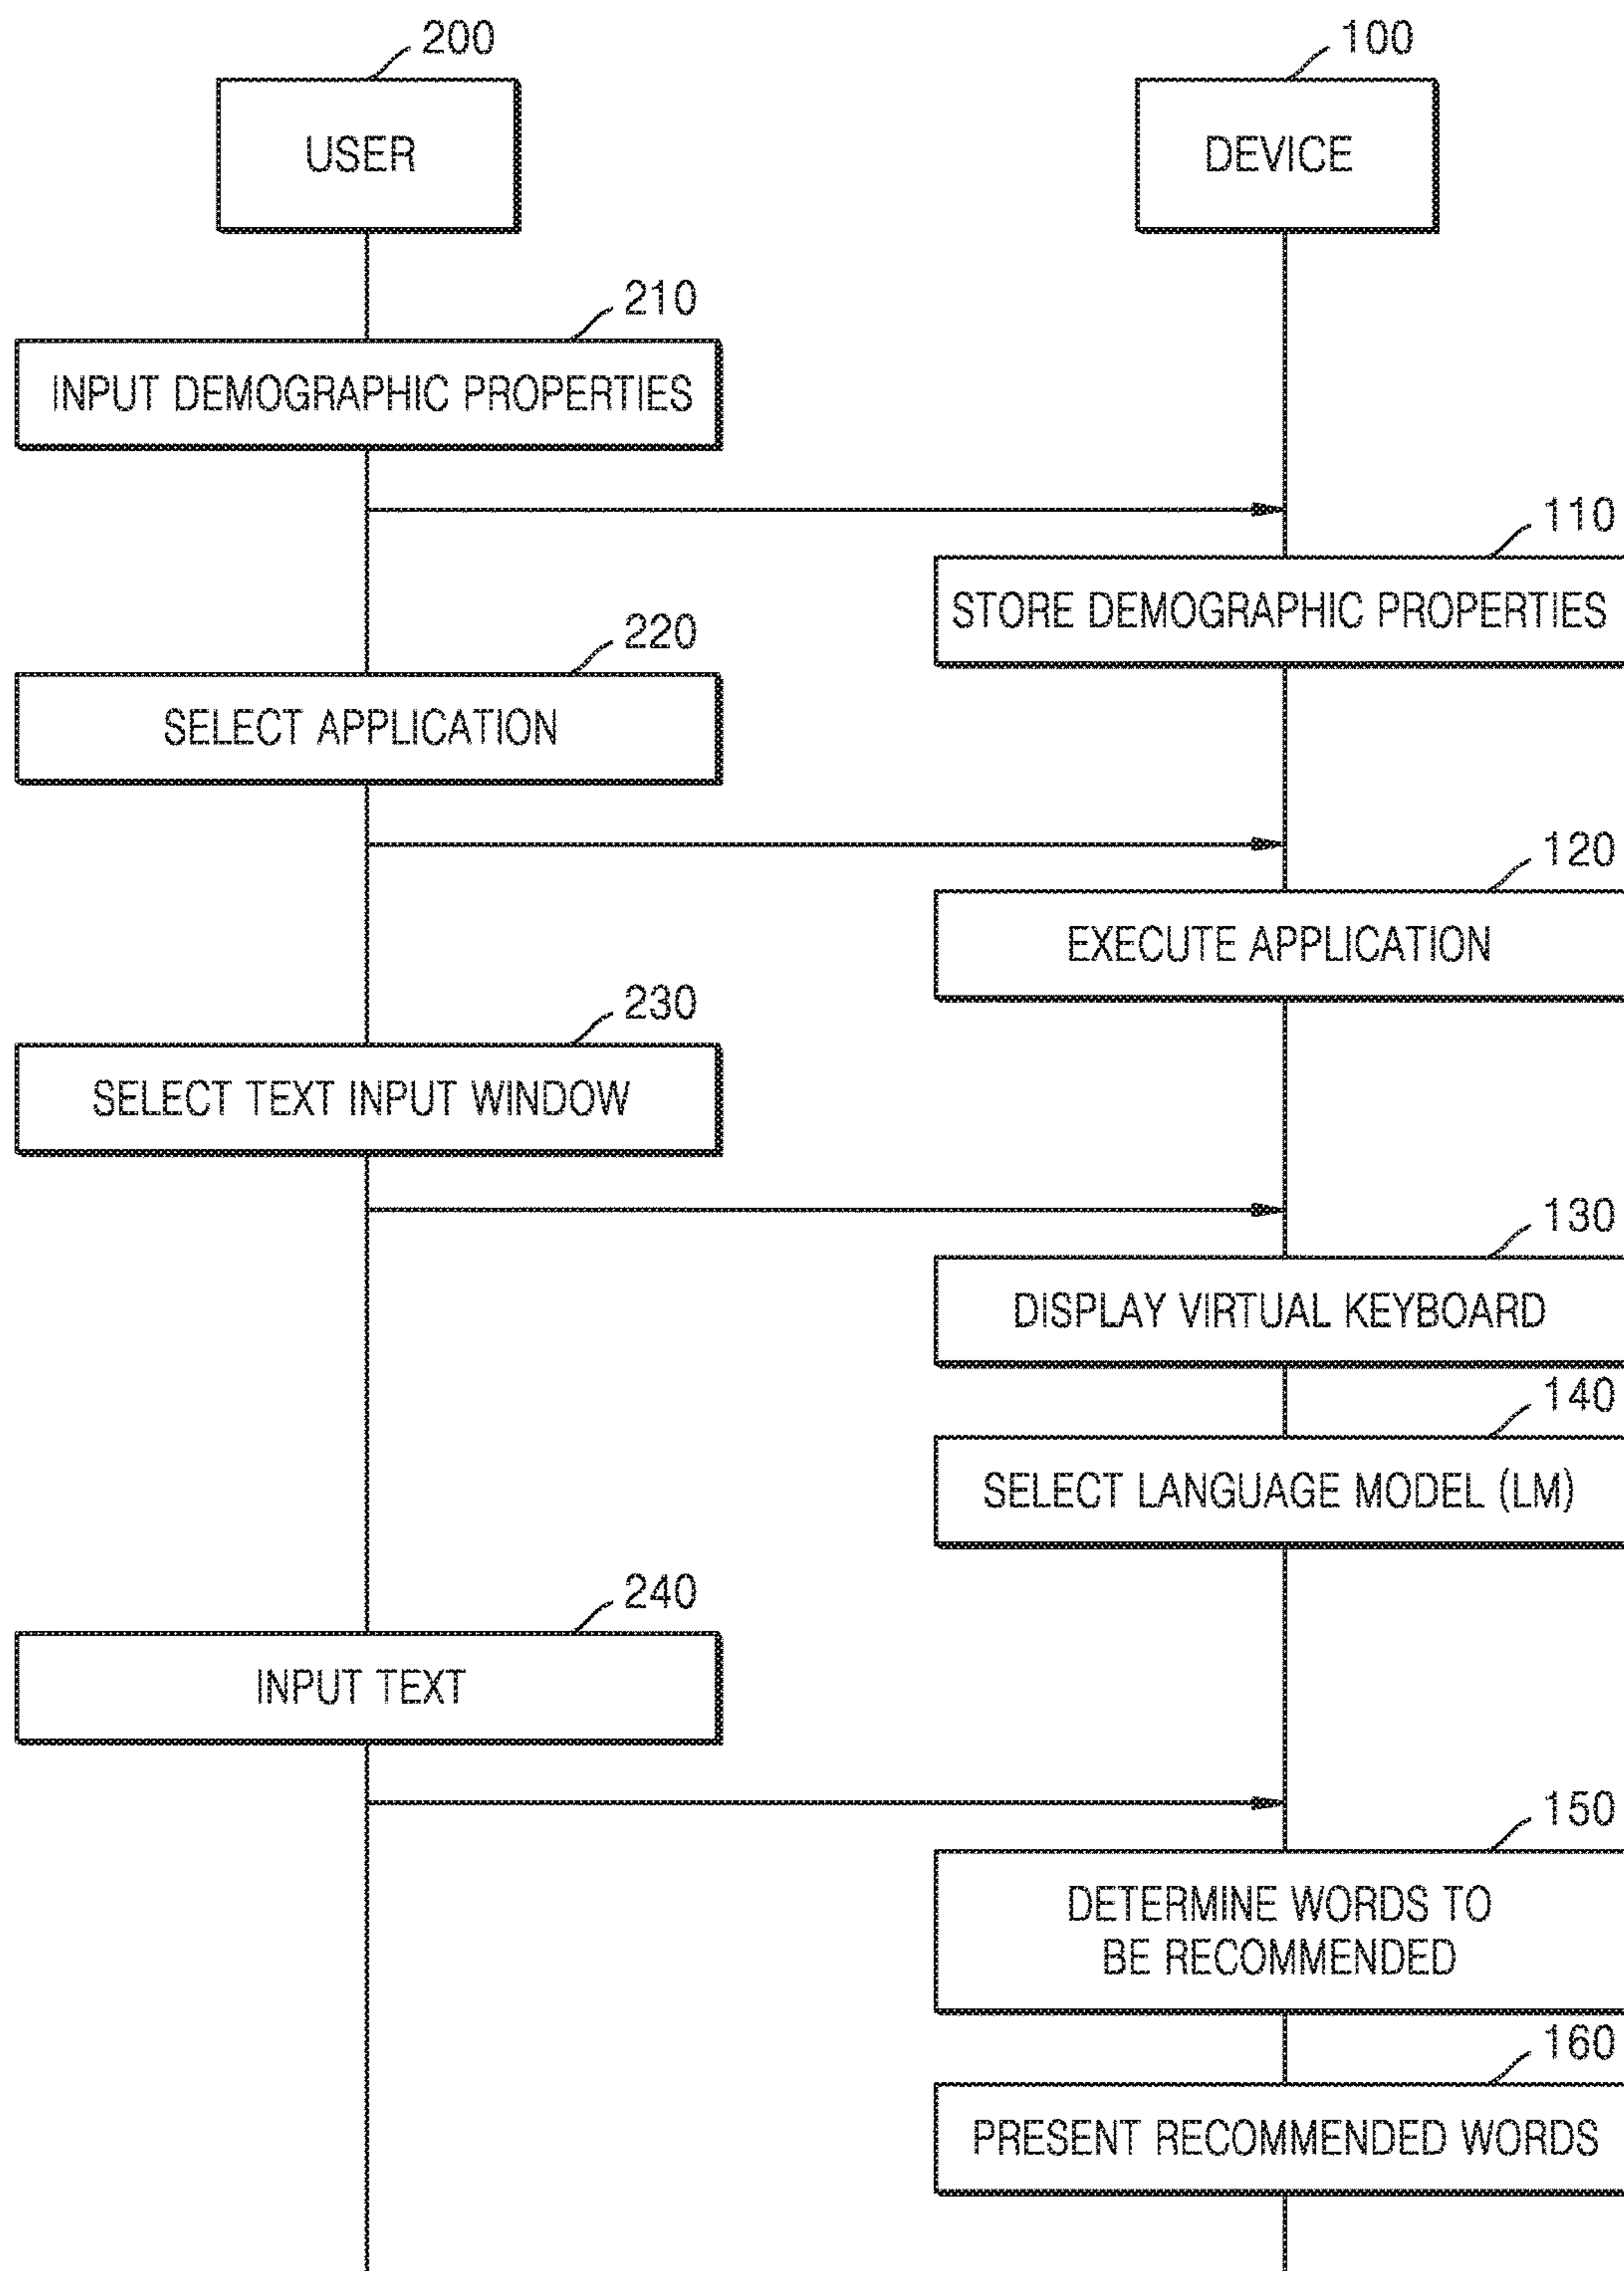 200
100
USER
DEVICE
210
INPUT DEMOGRAPHIC PROPERTIES
110
STORE DEMOGRAPHIC PROPERTIES
220
SELECT APPLICATION
120
EXECUTE APPLICATION
230
SELECT TEXT INPUT WINDOW
130
DISPLAY VIRTUAL KEYBOARD
140
SELECT LANGUAGE MODEL (LM)
240
INPUT TEXT
150
DETERMINE WORDS TO
BE RECOMMENDED
160
PRESENT RECOMMENDED WORDS